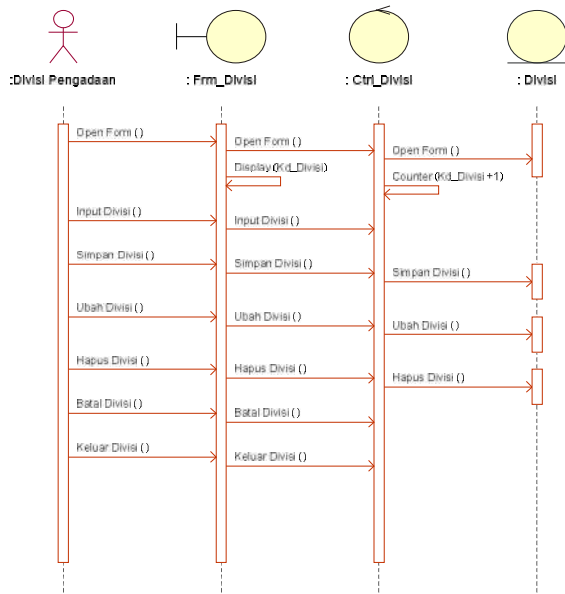 :Divisi Pengadaan
: Frm_Divisi
: Ctrl_Divisi
: Divisi
Open Form ( )
Open Form ( )
Open Form ( )
Display (Kd_Divisi)
Counter (Kd_Divisi +1)
Input Divisi ( )
Input Divisi ( )
Simpan Divisi ( )
Simpan Divisi ( )
Simpan Divisi ( )
Ubah Divisi ( )
Ubah Divisi ( )
Ubah Divisi ( )
Hapus Divisi ( )
Hapus Divisi ( )
Hapus Divisi ( )
Batal Divisi ( )
Batal Divisi ( )
Keluar Divisi ( )
Keluar Divisi ( )